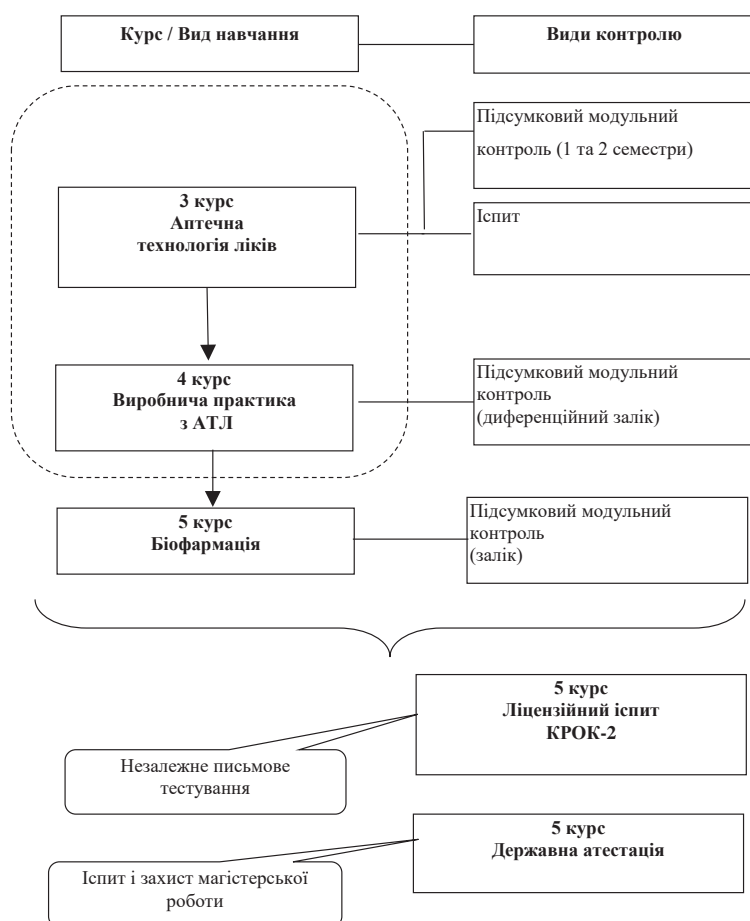 Курс / Вид навчання
Види контролю
Підсумковий модульний
контроль (1 та 2 семестри)
3 курс
Аптечна
технологія ліків
Іспит
4 курс
Виробнича практика
з АТЛ
Підсумковий модульний
контроль
(диференційний залік)
5 курс
Біофармація
Підсумковий модульний
контроль
(залік)
5 курс
Ліцензійний іспит
КРОК-2
Незалежне письмове
тестування
5 курс
Державна атестація
Іспит і захист магістерської
роботи